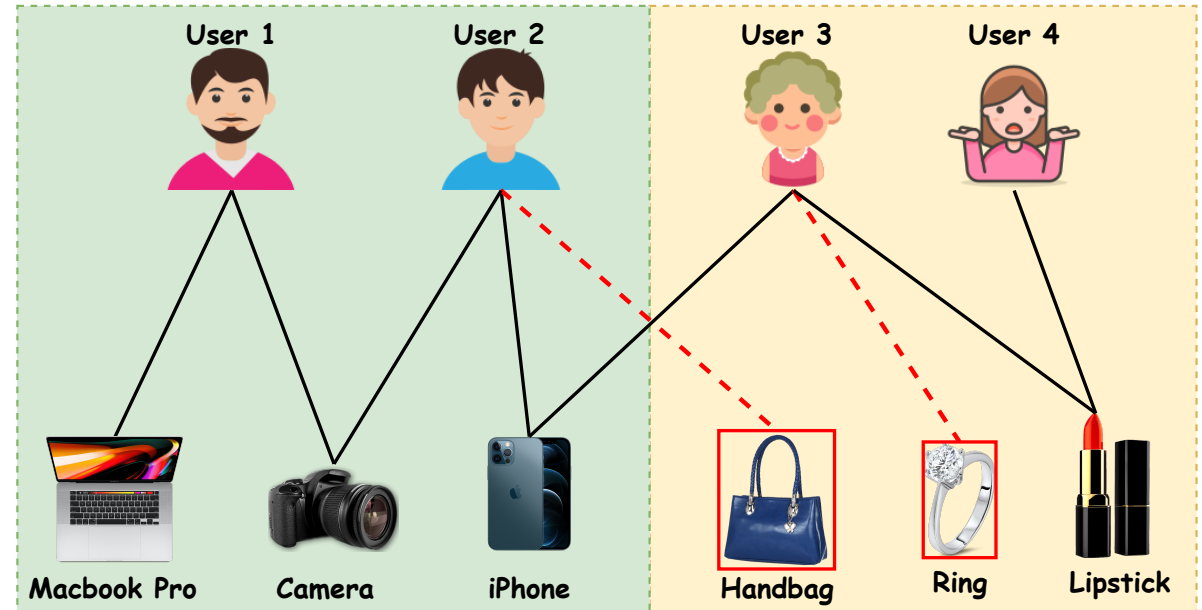 User 1
User 2
User 3
User 4
Macbook Pro
Camera
iPhone
Handbag
Ring
Lipstick